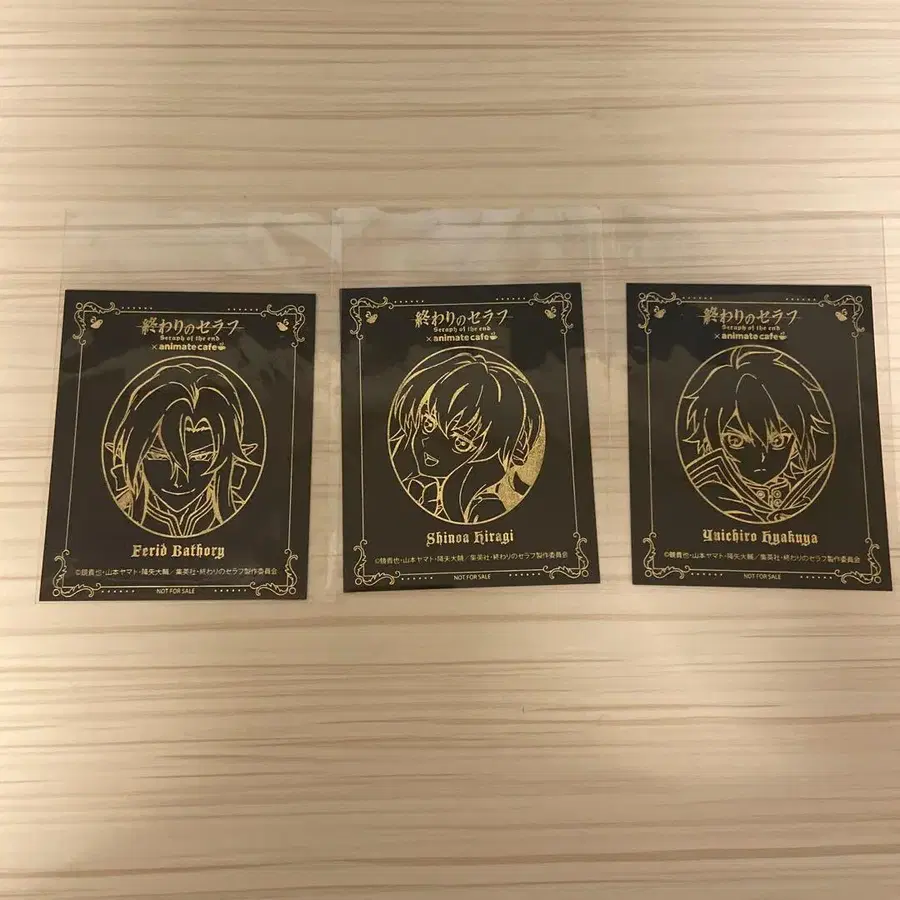 終わりのセラフ
Seraph of the end
×animatecafe
Ferid Bathory
©鏡貴也・山本ヤマト・降矢大輔／集英社・終わりのセラフ製作委員会
NOT FOR SALE
終わりのセラフ
Seraph of the end
×animatecafe
Shinoa Hiragi
©鏡貴也・山本ヤマト・降矢大輔／集英社・終わりのセラフ製作委員会
NOT FOR SALE
終わりのセラフ
Seraph of the end
×animatecafe
Yuichiro Hyakuya
©鏡貴也・山本ヤマト・降矢大輔／集英社・終わりのセラフ製作委員会
NOT FOR SALE